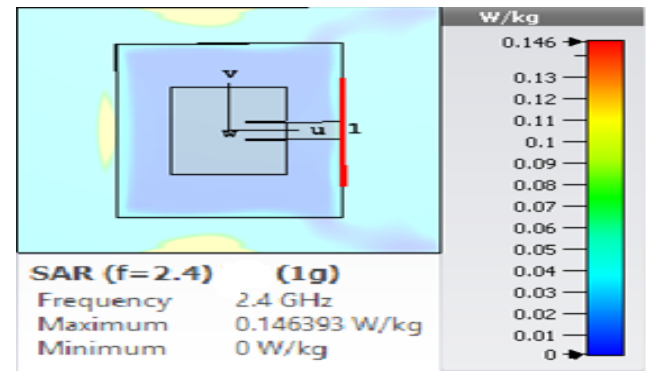 W/kg
0.146
0.13
0.12
0.11
0.1
0.09
0.08
0.07
0.06
0.05
0.04
0.03
0.02
0.01
0
v
w
u
1
SAR (f=2.4) (1g)
Frequency 2.4 GHz
Maximum 0.146393 W/kg
Minimum 0 W/kg